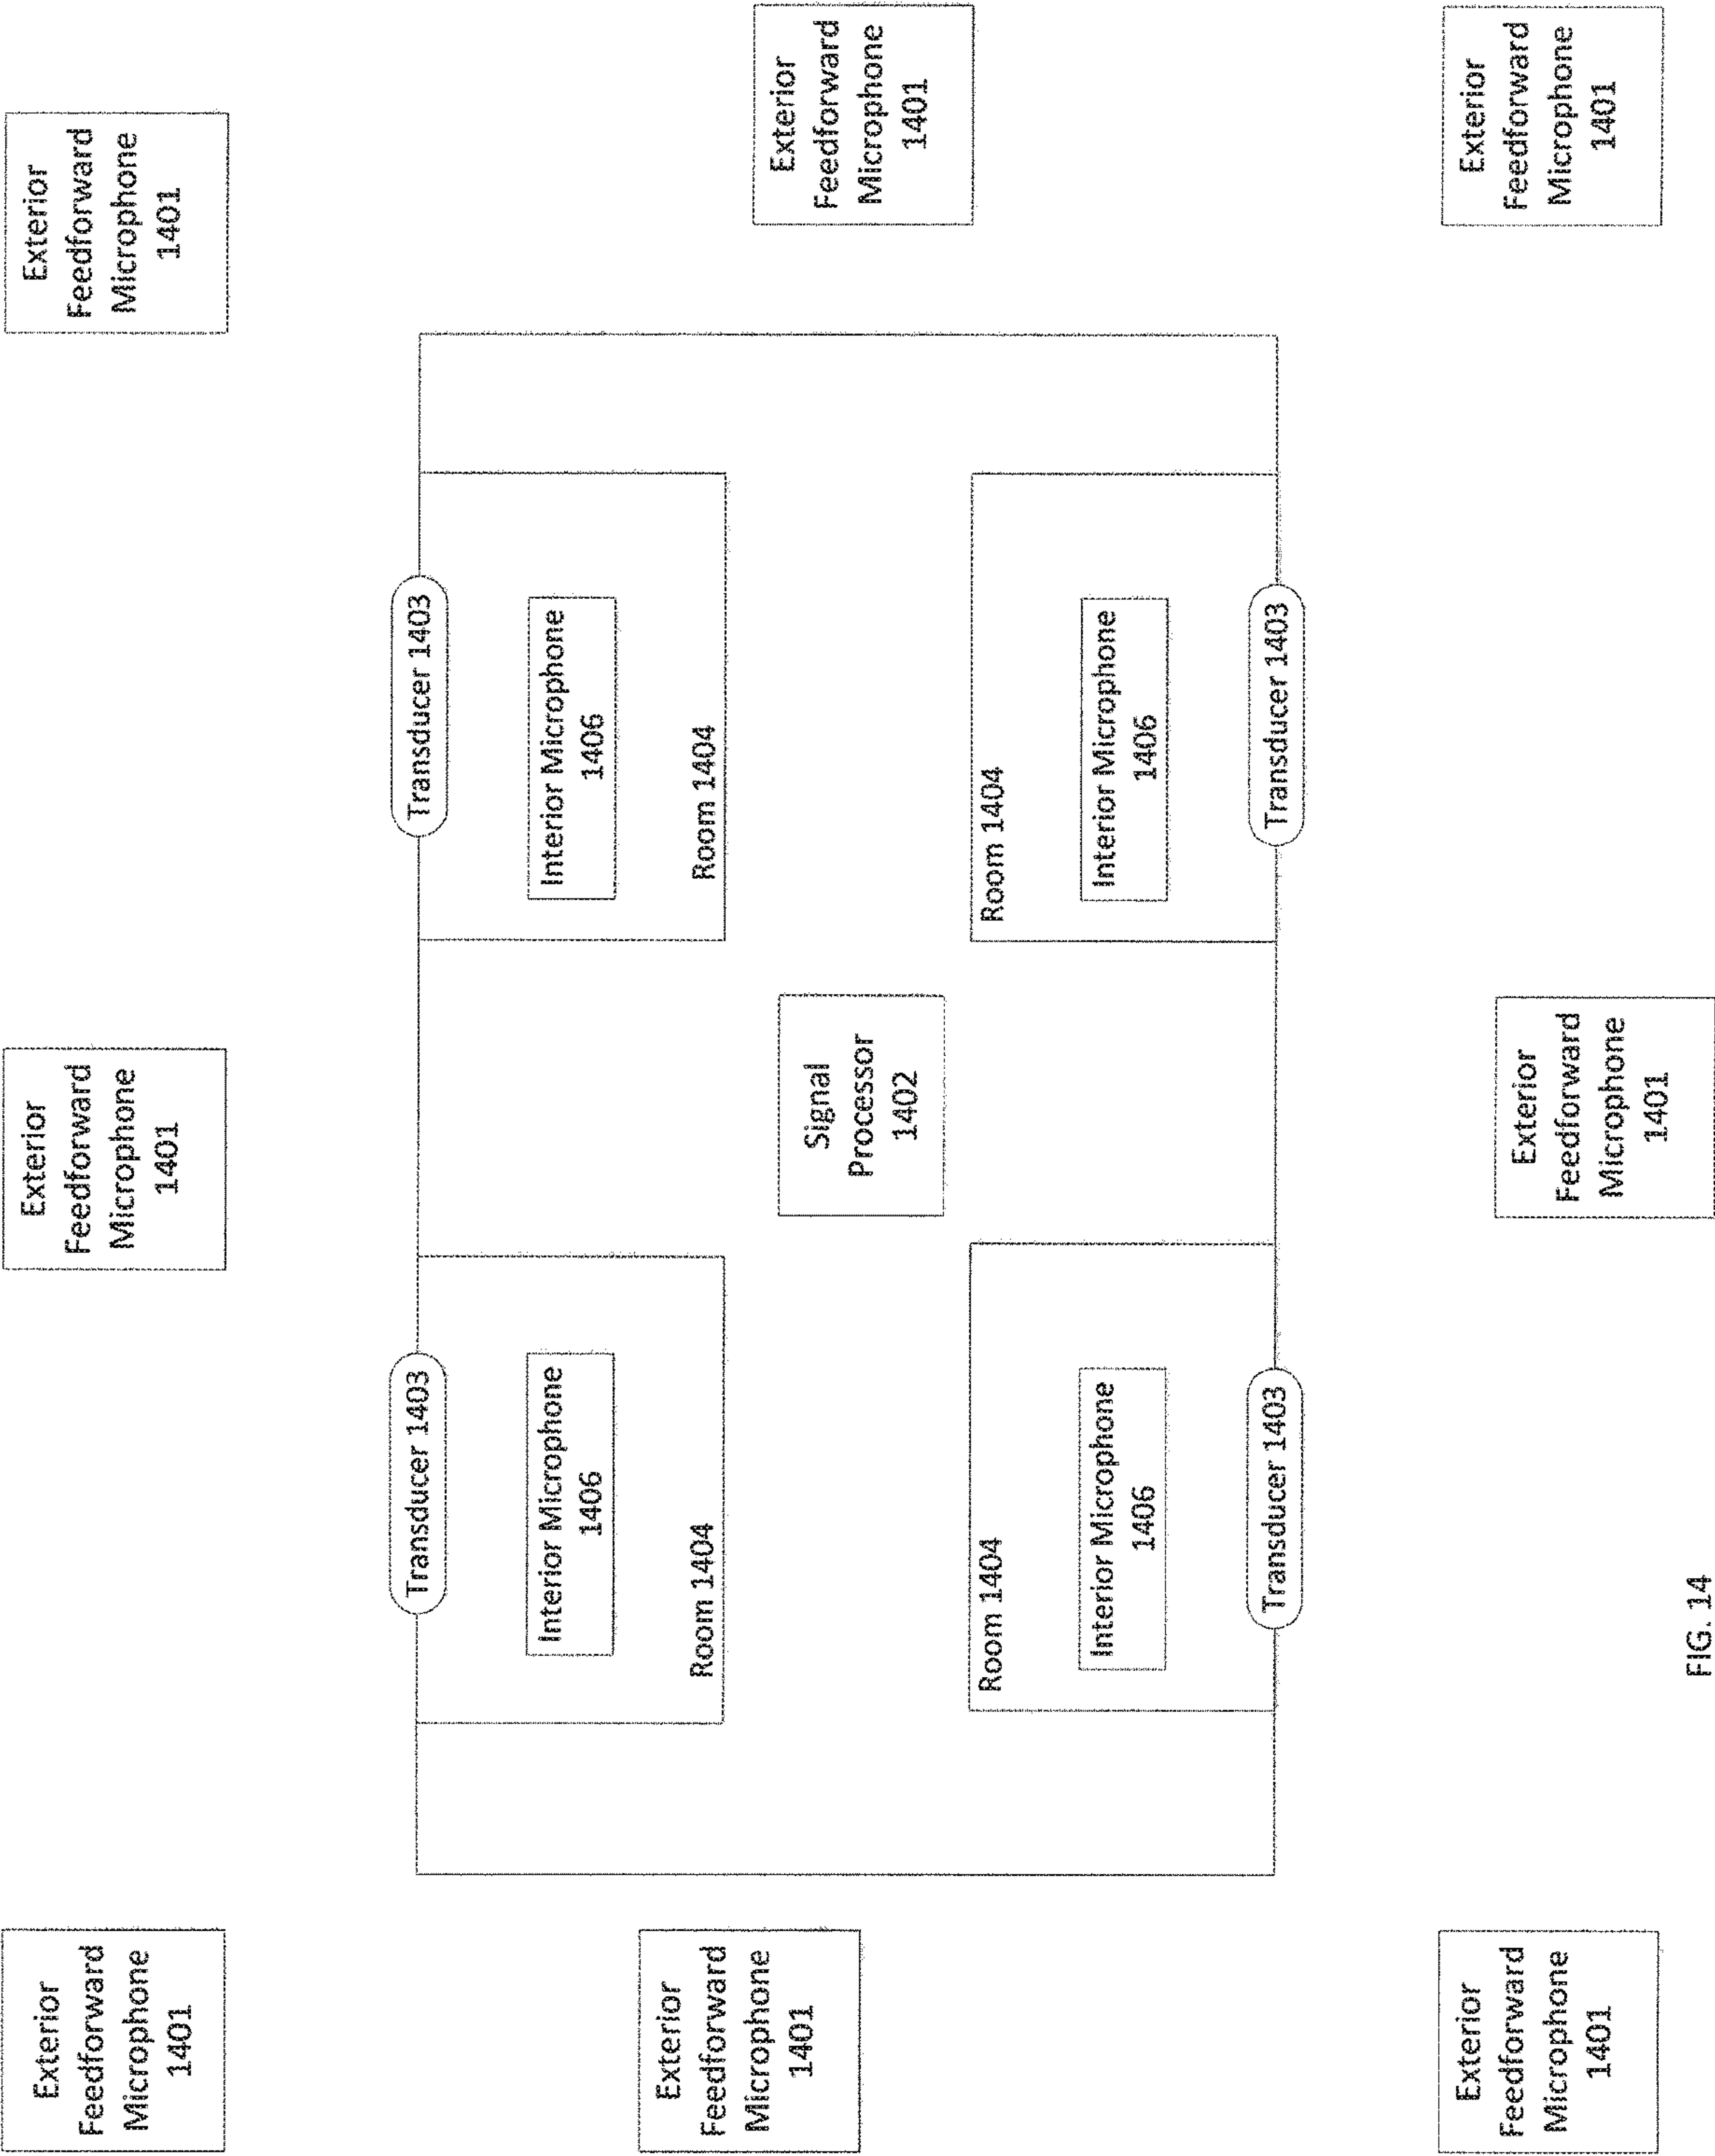 Exterior
Feedforward
Microphone
1401
Exterior
Feedforward
Microphone
1401
Exterior
Feedforward
Microphone
1401
Transducer 1403
Interior Microphone
1406
Room 1404
Transducer 1403
Interior Microphone
1406
Room 1404
Exterior
Feedforward
Microphone
1401
Signal
Processor
1402
Exterior
Feedforward
Microphone
1401
Room 1404
Interior Microphone
1406
Transducer 1403
Room 1404
Interior Microphone
1406
Transducer 1403
Exterior
Feedforward
Microphone
1401
Exterior
Feedforward
Microphone
1401
Exterior
Feedforward
Microphone
1401
FIG. 14